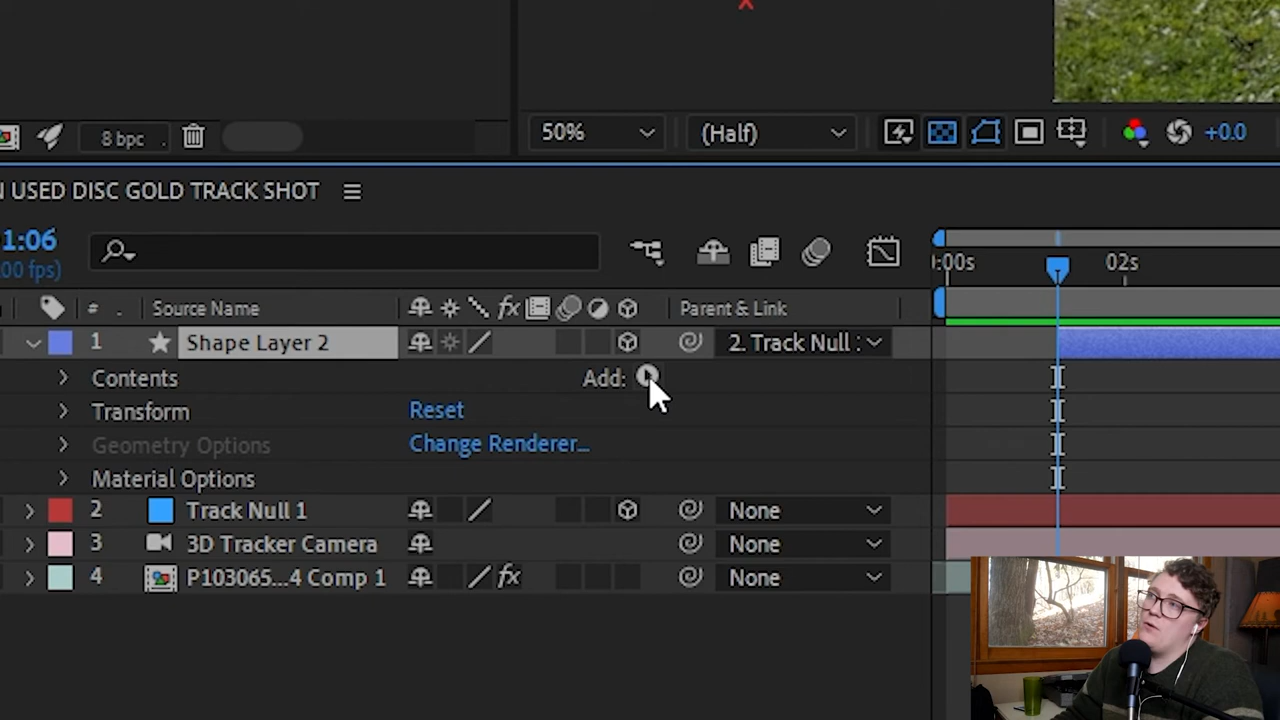 8 bpc
50%
(Half)
+0.0
N USED DISC GOLD TRACK SHOT
1:06
00 fps)
:00s
02s
#
.
Source Name
fx
Parent & Link
1
Shape Layer 2
2. Track Null :
Contents
Add:
Transform
Reset
Geometry Options
Change Renderer...
Material Options
2
Track Null 1
None
3
3D Tracker Camera
None
4
P103065...4 Comp 1
fx
None